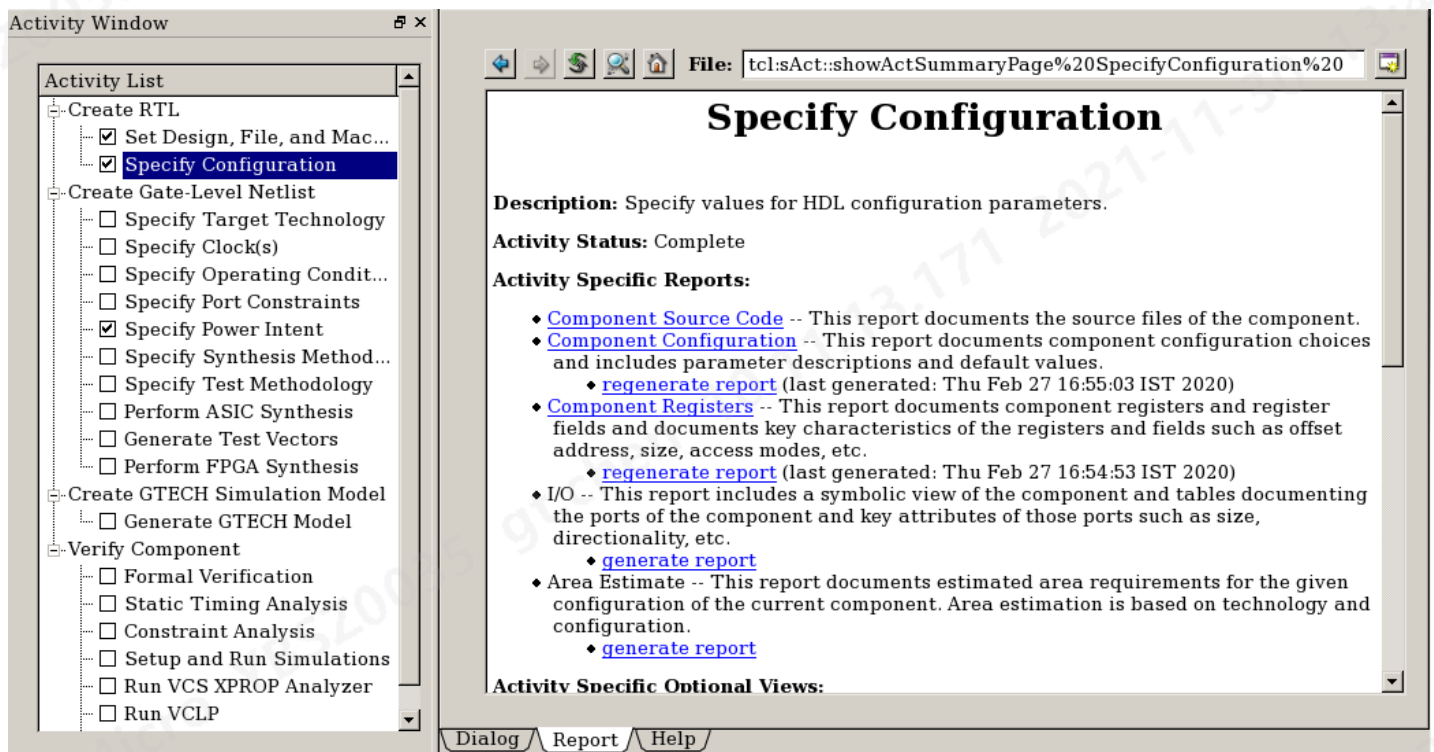 Activity Window
Activity List
Create RTL
Set Design, File, and Mac...
Specify Configuration
Create Gate-Level Netlist
Specify Target Technology
Specify Clock(s)
Specify Operating Condit...
Specify Port Constraints
Specify Power Intent
Specify Synthesis Method...
Specify Test Methodology
Perform ASIC Synthesis
Generate Test Vectors
Perform FPGA Synthesis
Create GTECH Simulation Model
Generate GTECH Model
Verify Component
Formal Verification
Static Timing Analysis
Constraint Analysis
Setup and Run Simulations
Run VCS XPROP Analyzer
Run VCLP
File: tcl:sAct::showActSummaryPage%20SpecifyConfiguration%20
Specify Configuration
Description: Specify values for HDL configuration parameters.
Activity Status: Complete
Activity Specific Reports:
Component Source Code -- This report documents the source files of the component.
Component Configuration -- This report documents component configuration choices
and includes parameter descriptions and default values.
regenerate report (last generated: Thu Feb 27 16:55:03 IST 2020)
Component Registers -- This report documents component registers and register
fields and documents key characteristics of the registers and fields such as offset
address, size, access modes, etc.
regenerate report (last generated: Thu Feb 27 16:54:53 IST 2020)
I/O -- This report includes a symbolic view of the component and tables documenting
the ports of the component and key attributes of those ports such as size,
directionality, etc.
generate report
Area Estimate -- This report documents estimated area requirements for the given
configuration of the current component. Area estimation is based on technology and
configuration.
generate report
Activity Specific Optional Views:
Dialog
Report
Help